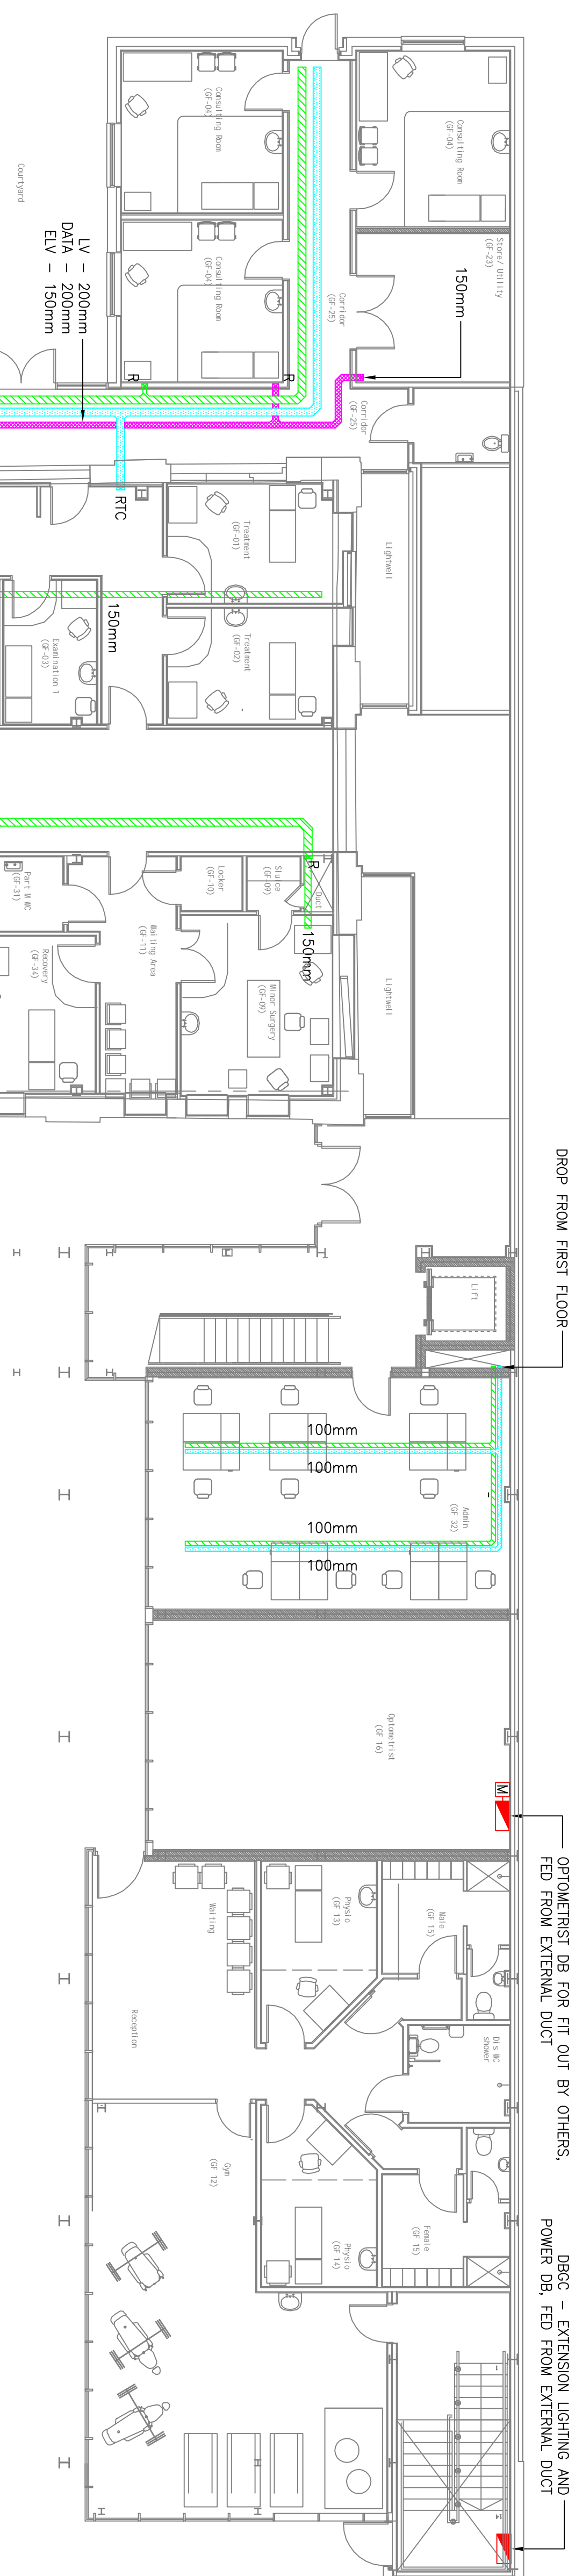 Consulting Room
(GF-04)
Consulting Room
(GF-04)
Store/ Utility
(GF-23)
Courtyard
LV - 200mm
DATA - 200mm
ELV - 150mm
Consulting Room
(GF-04)
Corridor
(GF-25)
150mm
R
R
Corridor
(GF-25)
RTC
Treatment
(GF-01)
Lightwell
150mm
Examination 1
(GF-03)
Treatment
(GF-02)
Part M WC
(GF-31)
Locker
(GF-10)
Sluice
(GF-09)
R
Duct
150mm
Waiting Area
(GF-11)
Recovery
(GF-34)
Minor Surgery
(GF-09)
Lightwell
DROP FROM FIRST FLOOR
Lift
100mm
100mm
Admin
(GF 32)
100mm
100mm
Optometrist
(GF 16)
M
OPTOMETRIST DB FOR FIT OUT BY OTHERS,
FED FROM EXTERNAL DUCT
Waiting
Physio
(GF 13)
Male
(GF 15)
Reception
Dis WC
shower
Gym
(GF 12)
Physio
(GF 14)
Female
(GF 15)
DBGC - EXTENSION LIGHTING AND
POWER DB, FED FROM EXTERNAL DUCT
1
14